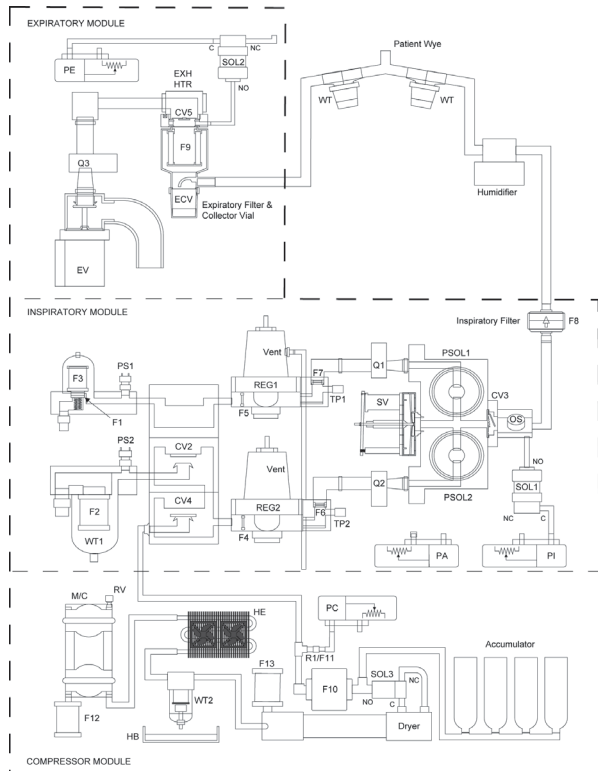 EXPIRATORY MODULE
C
NC
SOL2
PE
NO
EXH
HTR
CV5
Q3
F9
ECV
Expiratory Filter &
Collector Vial
EV
Patient Wye
WT
WT
Humidifier
INSPIRATORY MODULE
Inspiratory Filter
F8
PS1
F3
F1
Vent
REG1
F5
F7
TP1
Q1
PSOL1
CV3
SV
OS
PS2
CV2
F2
WT1
CV4
Vent
REG2
F4
F6
TP2
Q2
PSOL2
NO
SOL1
NC
C
PA
PI
M/C
RV
HE
PC
R1/F11
Accumulator
F13
WT2
F10
SOL3
NC
NO
C
Dryer
F12
HB
COMPRESSOR MODULE